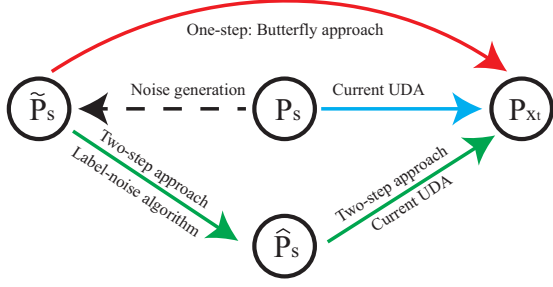 One-step: Butterfly approach
Noise generation
Current UDA
P̃s
Ps
Pxt
Two-step approach
Label-noise algorithm
Two-step approach
Current UDA
P̂s